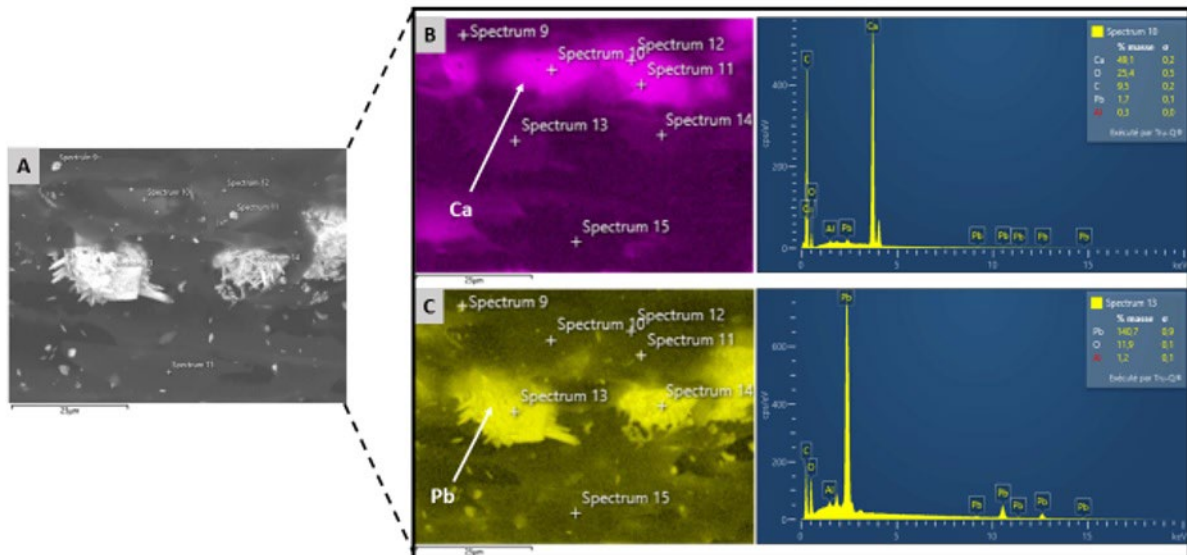 A
Spectrum 10
Spectrum 12
Spectrum 11
25µm
B
Spectrum 9
Spectrum 12
Spectrum 10
Spectrum 11
Spectrum 13
Spectrum 14
Ca
Spectrum 15
25µm
cps/eV
400
200
0
C
O
Ca
Ca
Al
Pb
Pb
Pb
Pb
Pb
Pb
0
5
10
15
keV
Spectrum 10
% masse σ
Ca 49,1 0,2
O 25,4 0,5
C 9,5 0,2
Pb 1,7 0,1
Al 0,3 0,0
Exécuté par Tru-Q®
C
Spectrum 9
Spectrum 12
Spectrum 10
Spectrum 11
Spectrum 13
Spectrum 14
Pb
Spectrum 15
25µm
cps/eV
600
400
200
0
C
O
Al
Pb
Pb
Pb
Pb
Pb
Pb
0
5
10
15
keV
Spectrum 13
% masse σ
Pb 140,7 0,9
O 11,9 0,1
Al 1,2 0,1
Exécuté par Tru-Q®